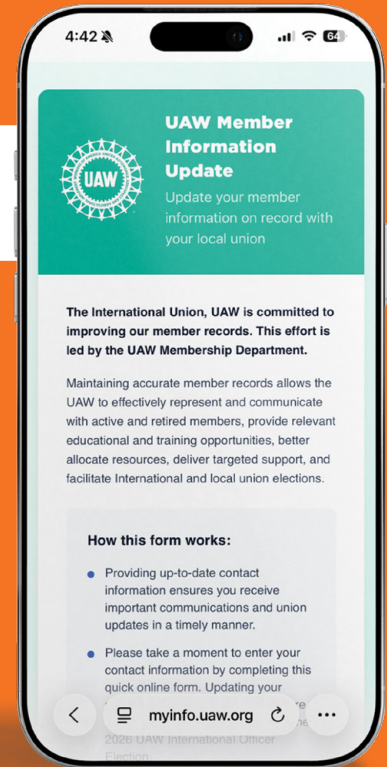 4:42
64
UAW
UAW Member
Information
Update
Update your member
information on record with
your local union
The International Union, UAW is committed to
improving our member records. This effort is
led by the UAW Membership Department.
Maintaining accurate member records allows the
UAW to effectively represent and communicate
with active and retired members, provide relevant
educational and training opportunities, better
allocate resources, deliver targeted support, and
facilitate International and local union elections.
How this form works:
Providing up-to-date contact
information ensures you receive
important communications and union
updates in a timely manner.
Please take a moment to enter your
contact information by completing this
quick online form. Updating your
myinfo.uaw.org
2026 UAW International Officer
Election